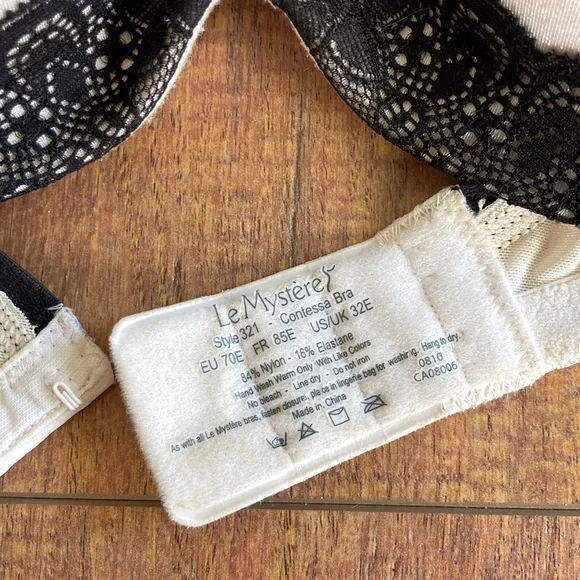 Le Mystère
Style 321 - Contessa Bra
EU 70E FR 85E US/UK 32E
84% Nylon - 16% Elastane
Hand Wash Warm Only With Like Colors
No bleach - Line dry - Do not iron
As with all Le Mystère bras, fasten closure, place in lingerie bag for washing. Hang to dry.
Made in China
0810
CA08006